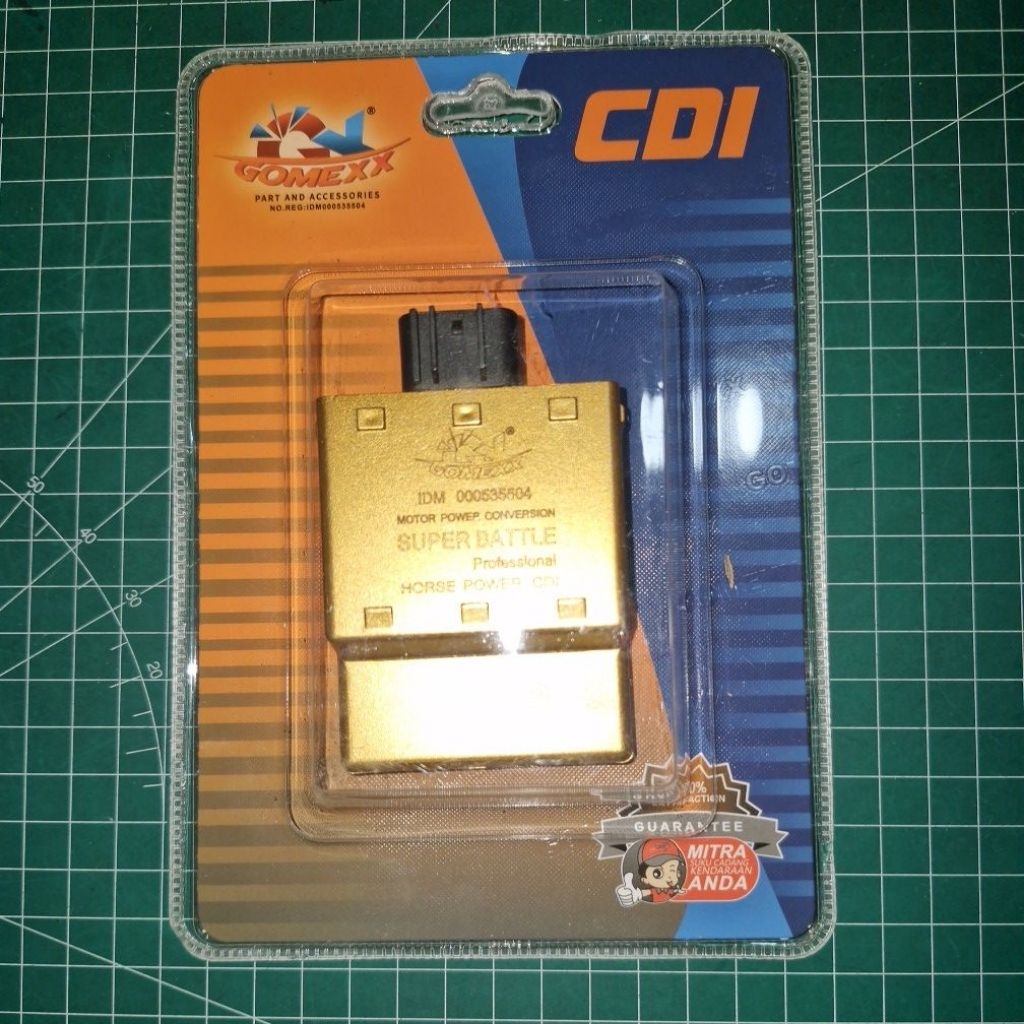 GOMEXX ®
PART AND ACCESSORIES
NO.REG:IDM000535504
CDI
GOMEXX ®
IDM 000535504
MOTOR POWER CONVERSION
SUPER BATTLE
Professional
HORSE POWER CDI
GO
GUARANTEE
MITRA
SUKU CADANG
KENDARAAN
ANDA
50
40
30
20